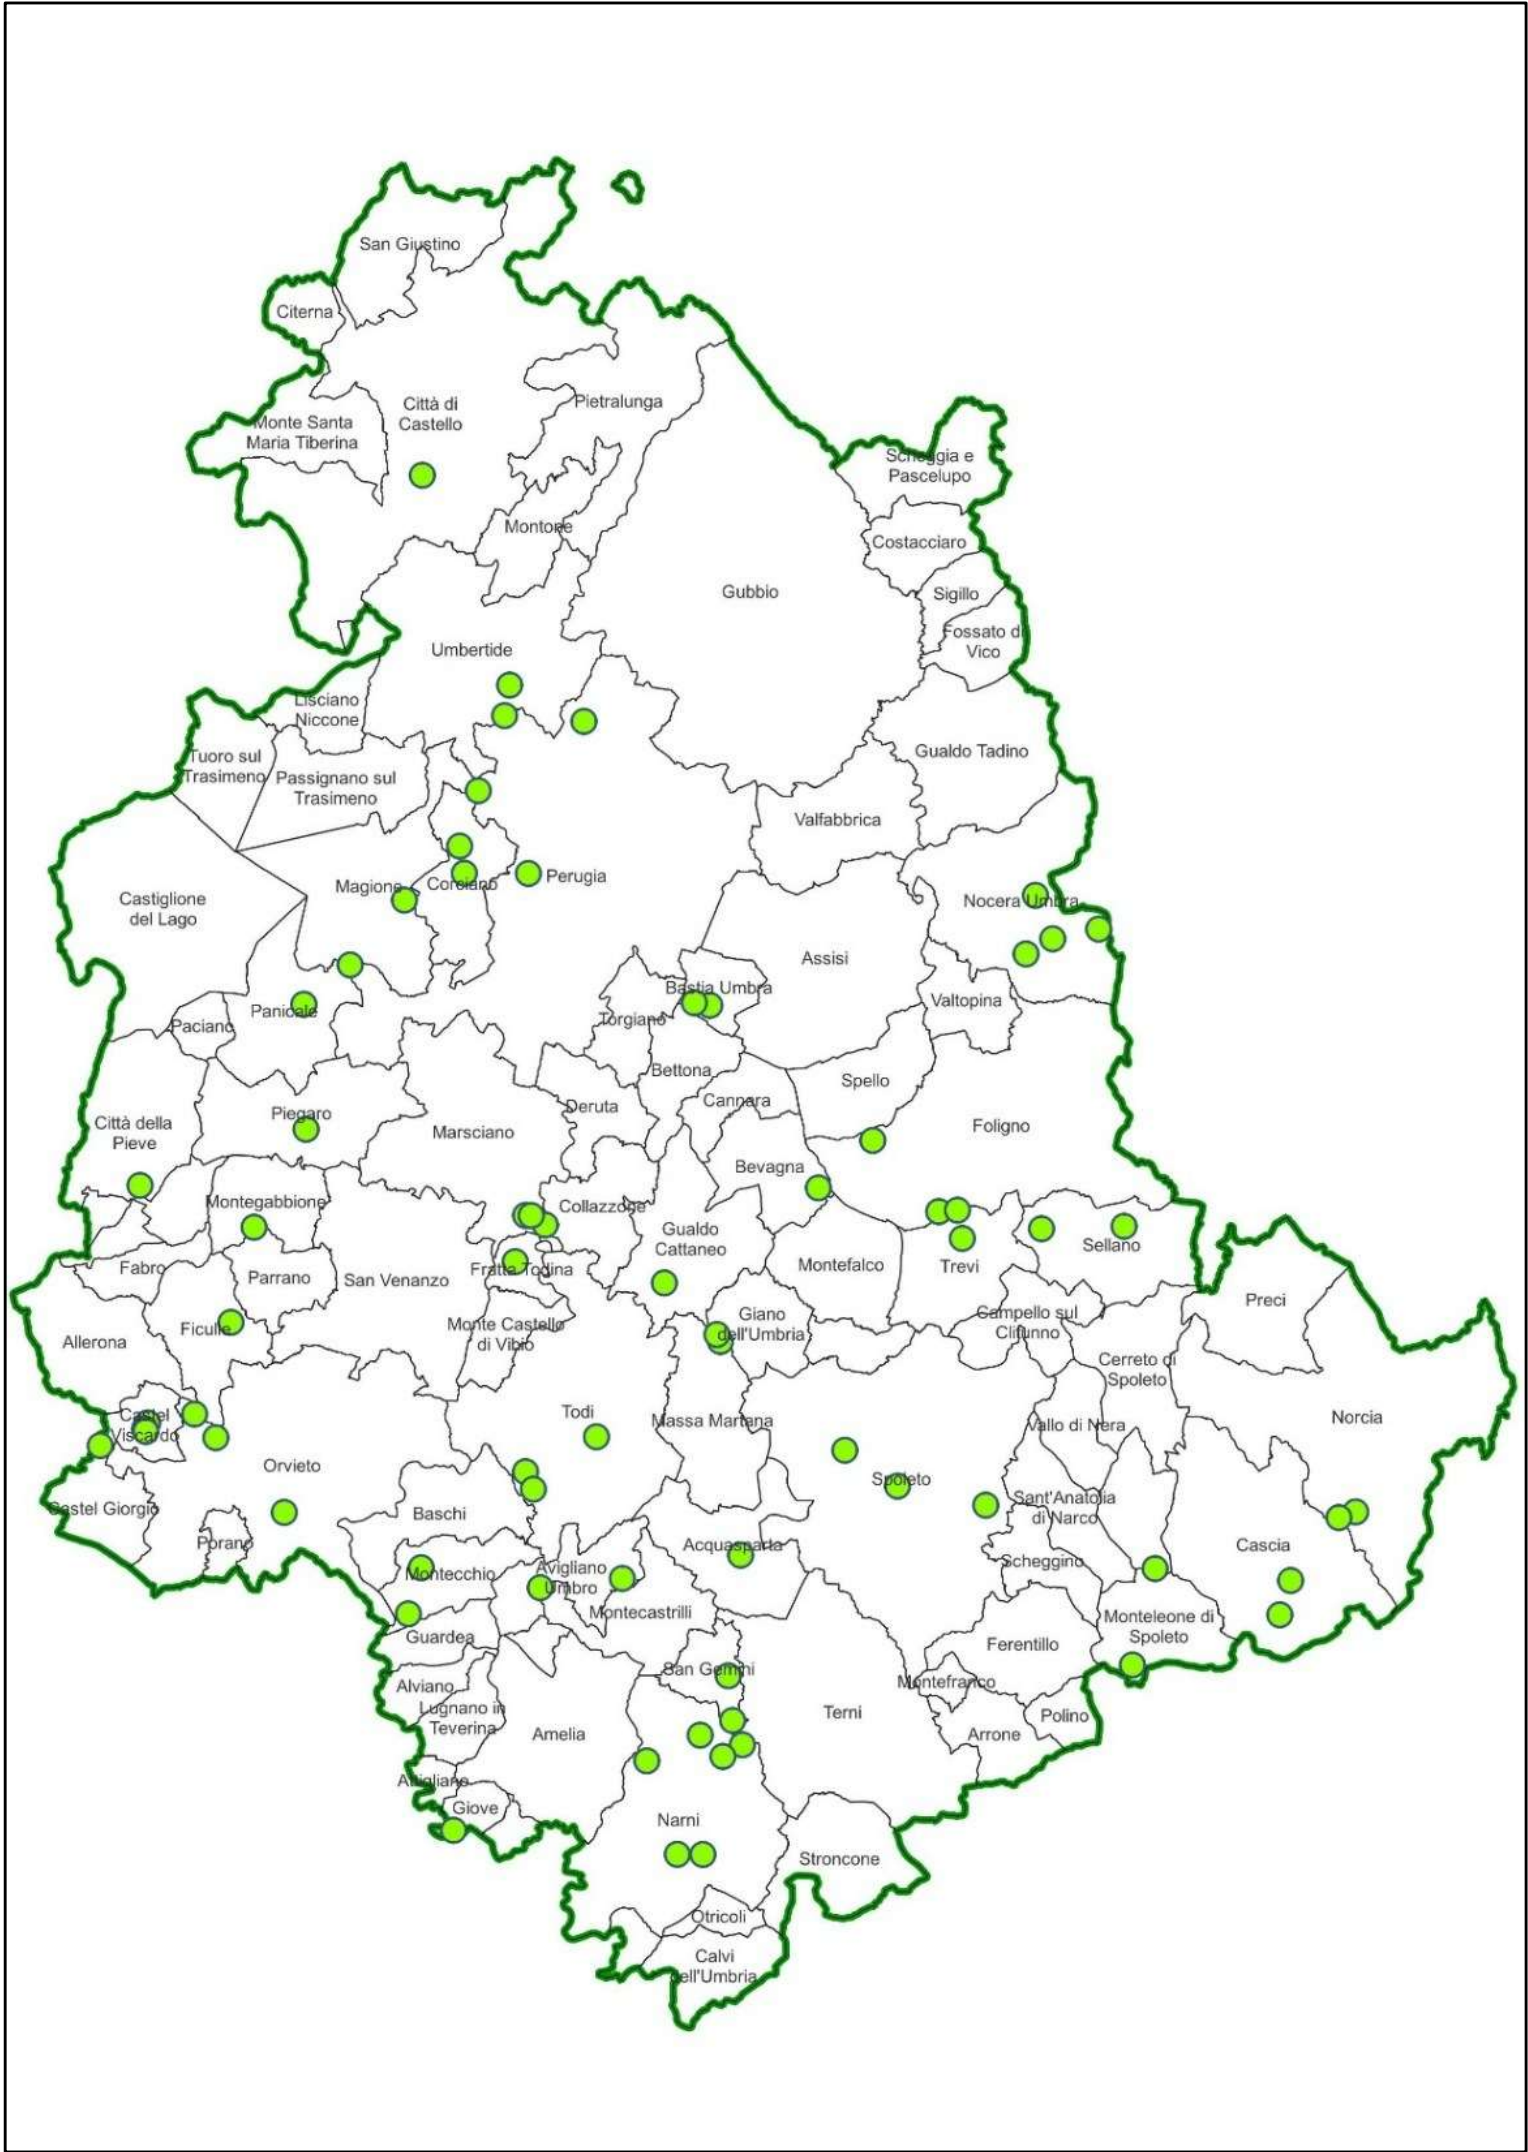 San Giustino
Citerna
Città di
Castello
Pietralunga
Monte Santa
Maria Tiberina
Scheggia e
Pascelupo
Montone
Costacciaro
Gubbio
Sigillo
Fossato di
Vico
Umbertide
Lisciano
Niccone
Tuoro sul
Trasimeno
Passignano sul
Trasimeno
Gualdo Tadino
Valfabbrica
Castiglione
del Lago
Magione
Corciano
Perugia
Nocera Umbra
Assisi
Bastia Umbra
Valtopina
Panicale
Paciano
Torgiano
Bettona
Spello
Cannara
Deruta
Piegaro
Città della
Pieve
Marsciano
Foligno
Bevagna
Montegabbione
Collazzone
Gualdo
Cattaneo
Sellano
Montefalco
Trevi
Fabro
Parrano
San Venanzo
Fratta Todina
Preci
Allerona
Ficulle
Monte Castello
di Vibio
Giano
dell'Umbria
Campello sul
Clitunno
Cerreto di
Spoleto
Castel
Viscardo
Todi
Massa Martana
Vallo di Nera
Norcia
Orvieto
Spoleto
Castel Giorgio
Baschi
Sant'Anatolia
di Narco
Porano
Acquasparta
Cascia
Montecchio
Avigliano
Umbro
Scheggino
Montecastrilli
Monteleone di
Spoleto
Guardea
Ferentillo
San Gemini
Montefranco
Alviano
Lugnano in
Teverina
Amelia
Terni
Polino
Arrone
Attigliano
Giove
Narni
Stroncone
Otricoli
Calvi
dell'Umbria